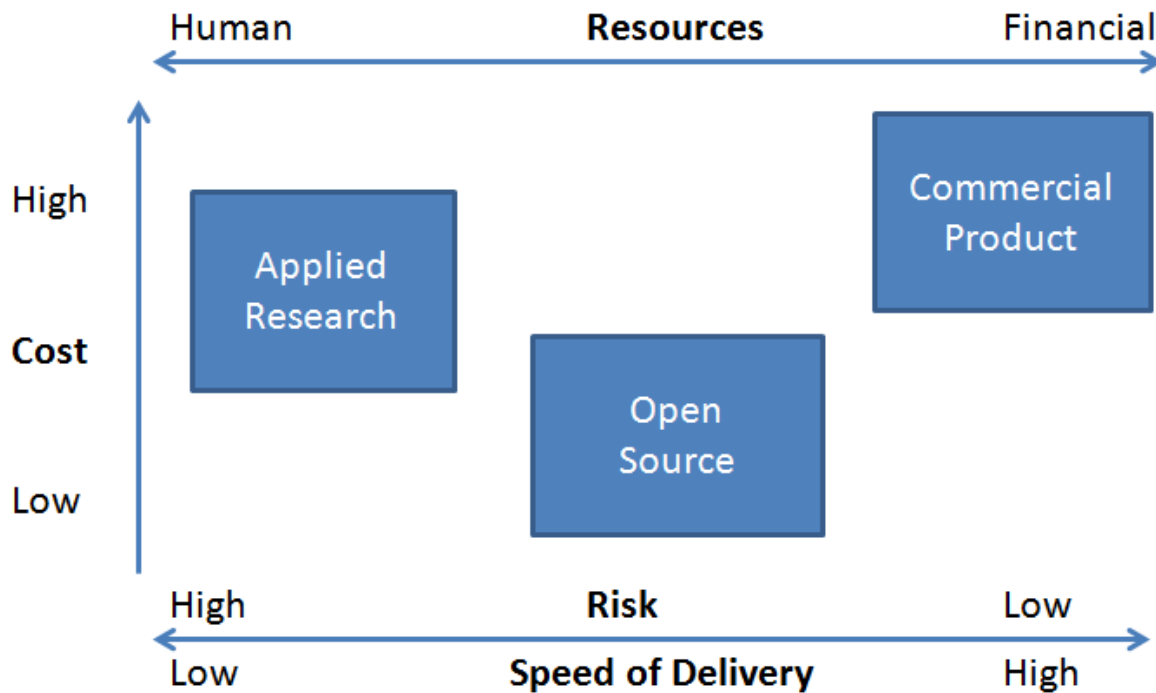 Human Resources Financial
High
Commercial
Product
Applied
Research
Cost
Open
Source
Low
High Risk Low
Low Speed of Delivery High